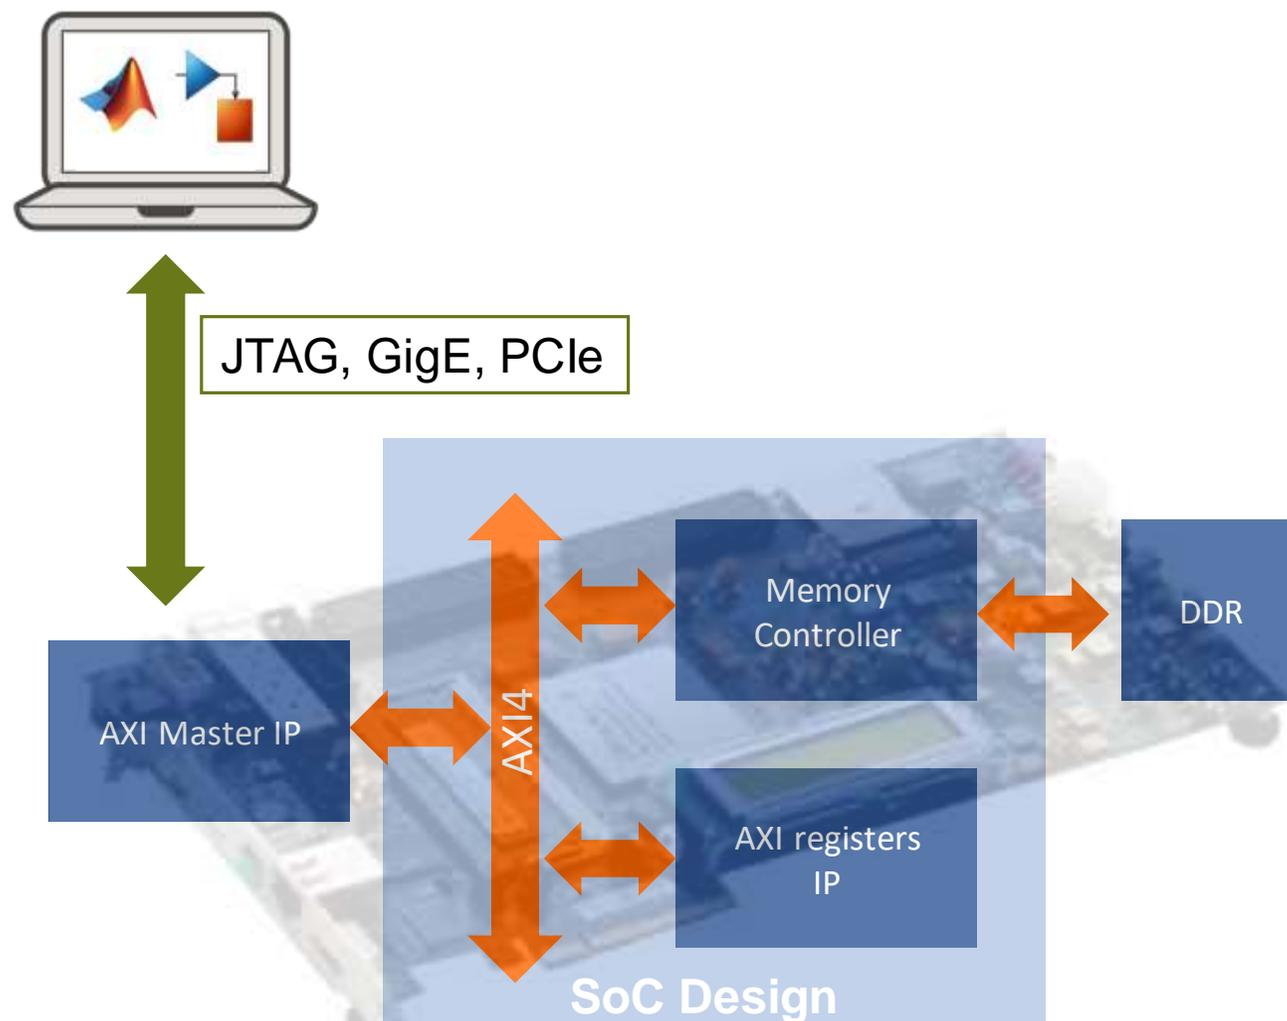 JTAG, GigE, PCIe
Memory
Controller
DDR
AXI Master IP
AXI4
AXI registers
IP
SoC Design